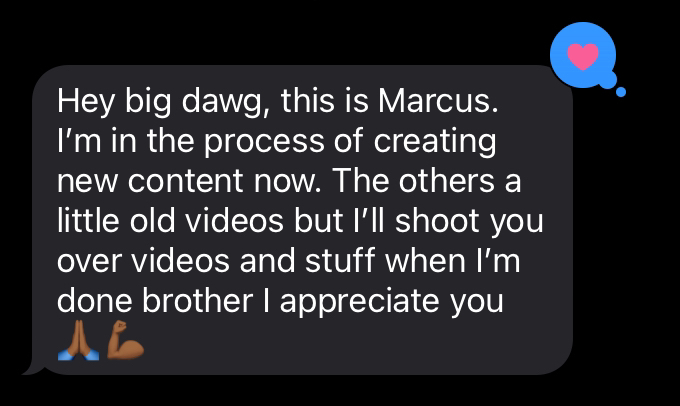 Hey big dawg, this is Marcus.
I’m in the process of creating
new content now. The others a
little old videos but I’ll shoot you
over videos and stuff when I’m
done brother I appreciate you
🙏🏾💪🏾